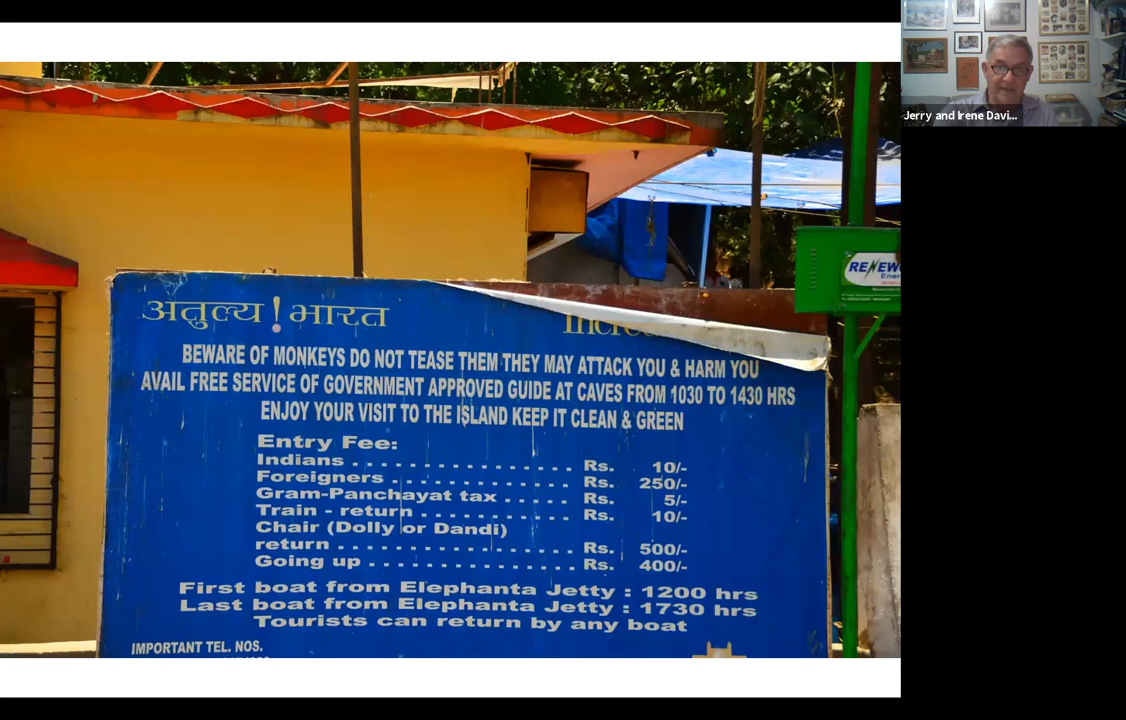 Jerry and Irene Davi...
अतुल्य ! भारत
BEWARE OF MONKEYS DO NOT TEASE THEM THEY MAY ATTACK YOU & HARM YOU
AVAIL FREE SERVICE OF GOVERNMENT APPROVED GUIDE AT CAVES FROM 1030 TO 1430 HRS
ENJOY YOUR VISIT TO THE ISLAND KEEP IT CLEAN & GREEN
Entry Fee:
Indians . . . . . . . . . . . . . . . Rs. 10/-
Foreigners . . . . . . . . . . . . Rs. 250/-
Gram-Panchayat tax . . . . . Rs. 5/-
Train - return . . . . . . . . . . Rs. 10/-
Chair (Dolly or Dandi)
return . . . . . . . . . . . . . . . . Rs. 500/-
Going up . . . . . . . . . . . . . . Rs. 400/-
First boat from Elephanta Jetty : 1200 hrs
Last boat from Elephanta Jetty : 1730 hrs
Tourists can return by any boat
IMPORTANT TEL. NOS.